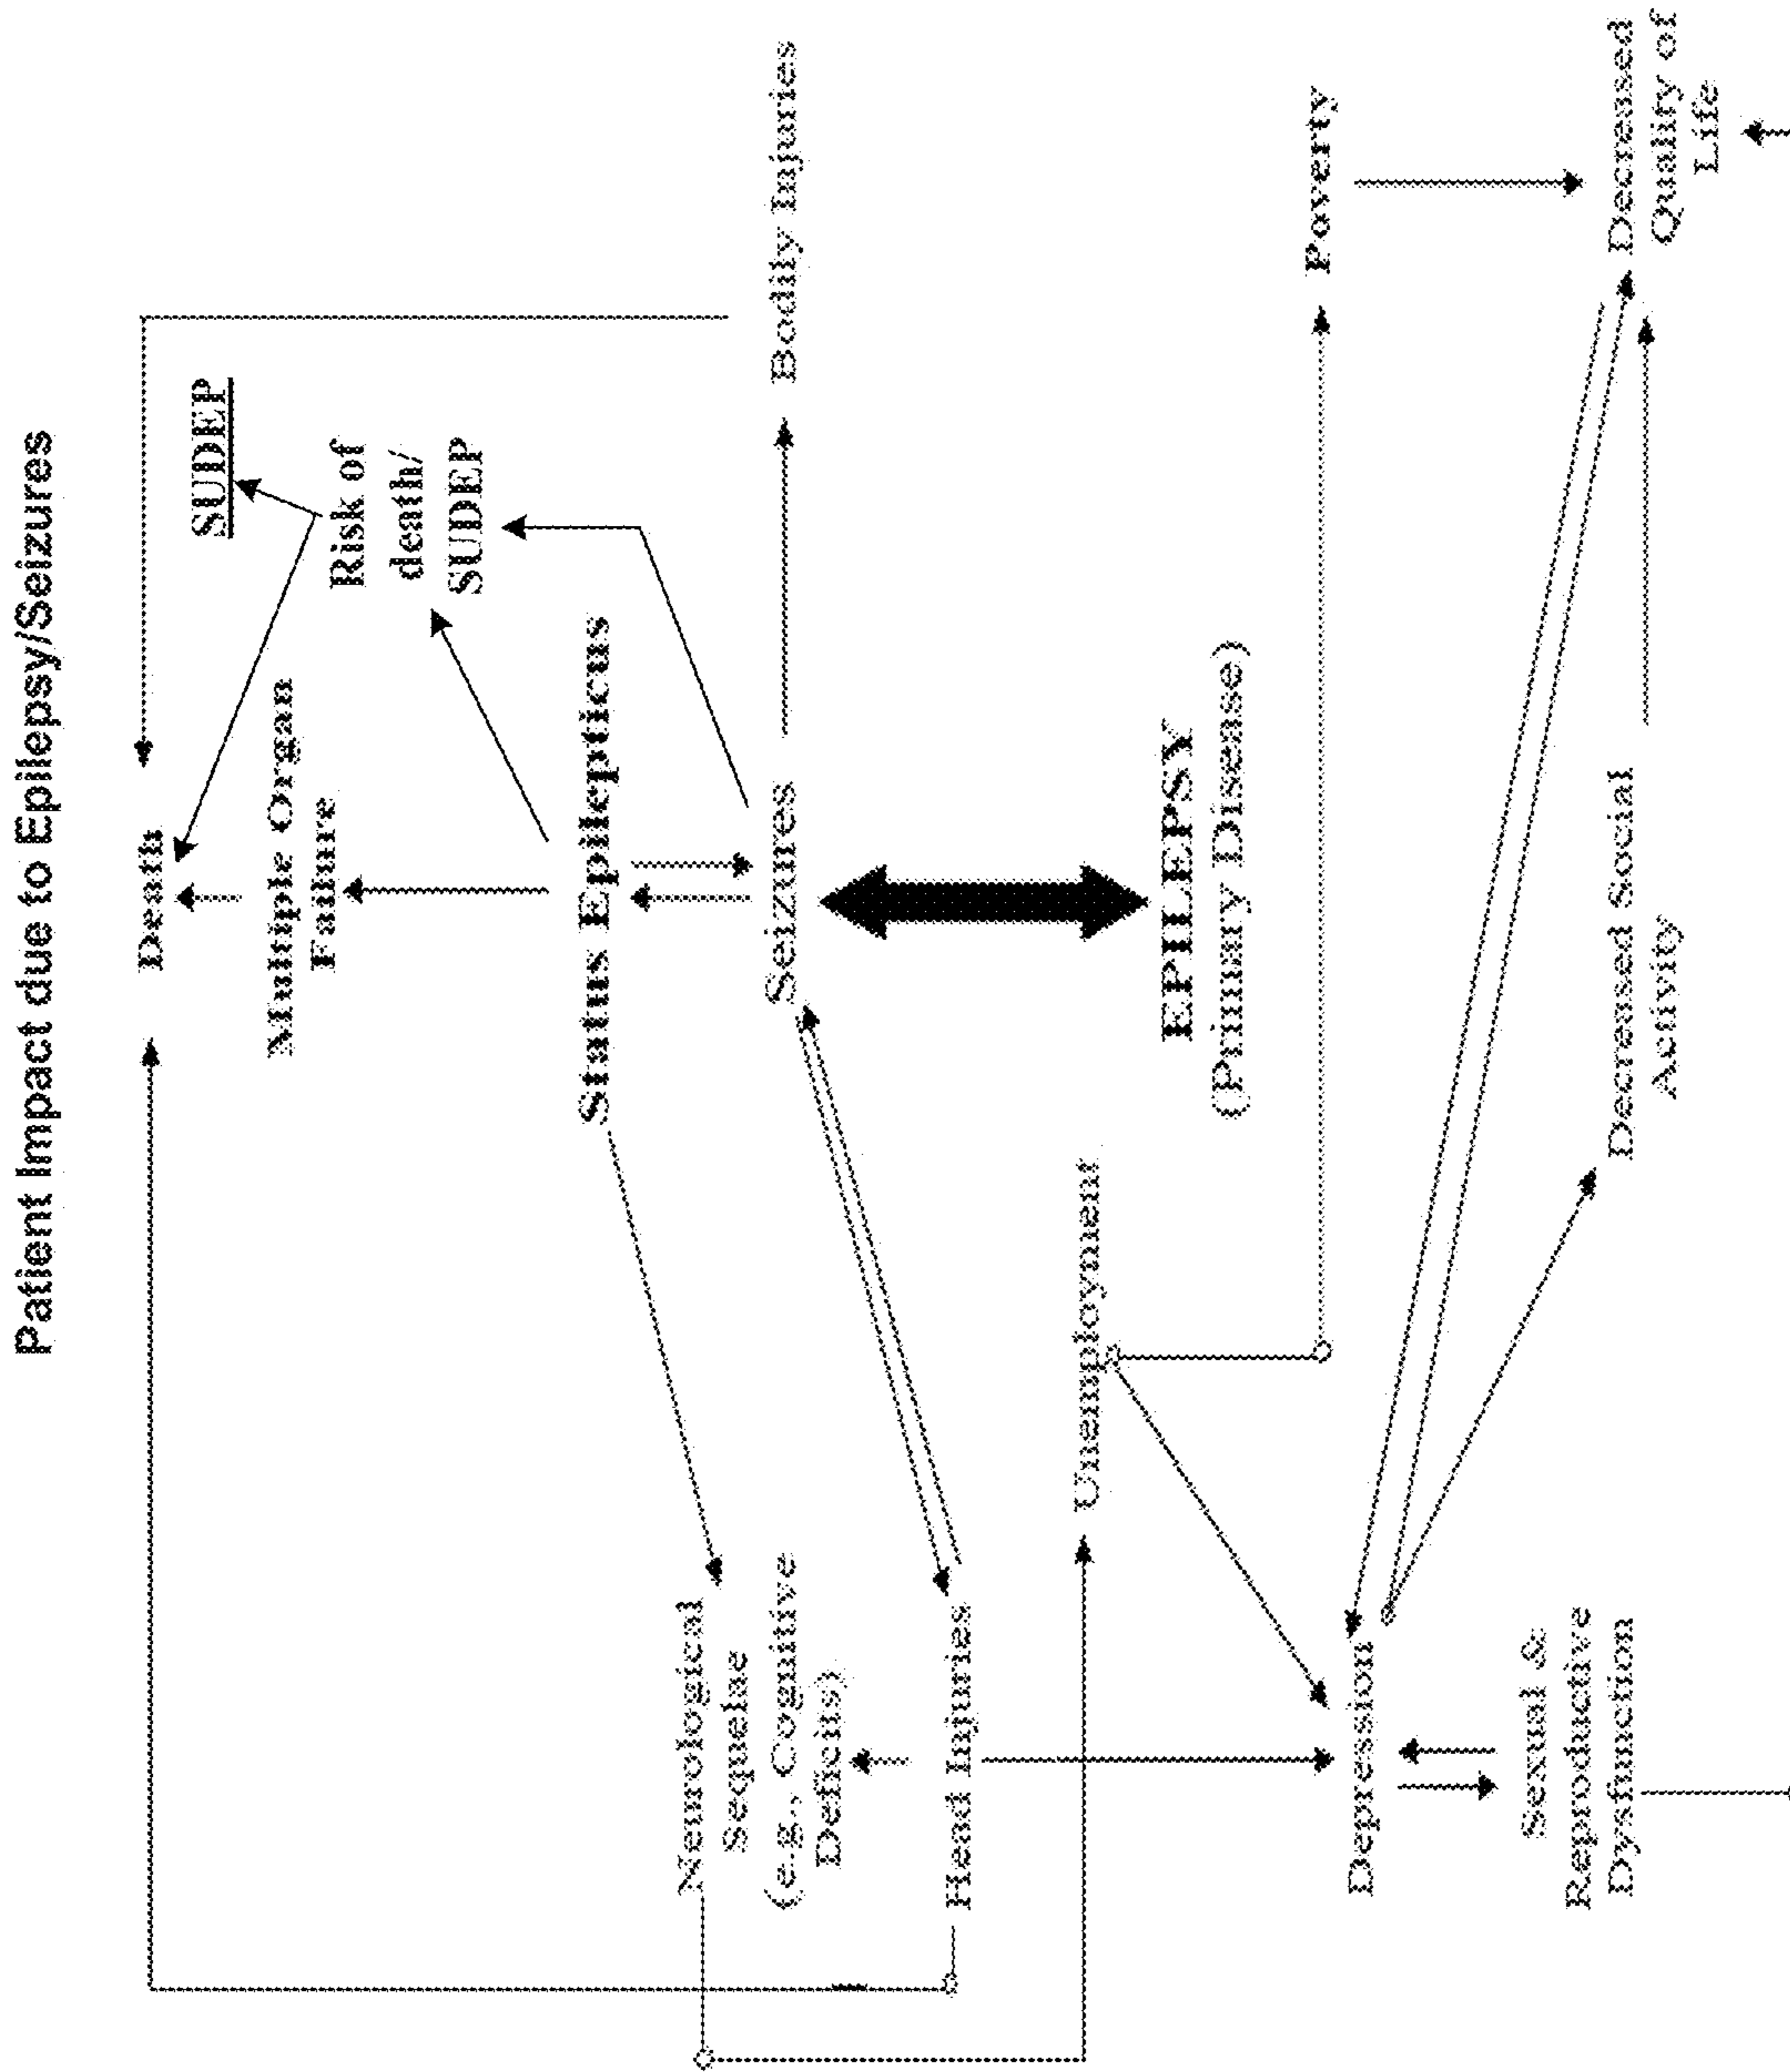 Patient Impact due to Epilepsy/Seizures
Death
SUDEP
Multiple Organ
Failure
Risk of
death/
SUDEP
Status Epilepticus
Neurological
Sequelae
(e.g., Cognitive
Deficits)
Seizures
Bodily Injuries
Head Injuries
Unemployment
EPILEPSY
(Primary Disease)
Poverty
Depression
Sexual &
Reproductive
Dysfunction
Decreased Social
Activity
Decreased
Quality of
Life